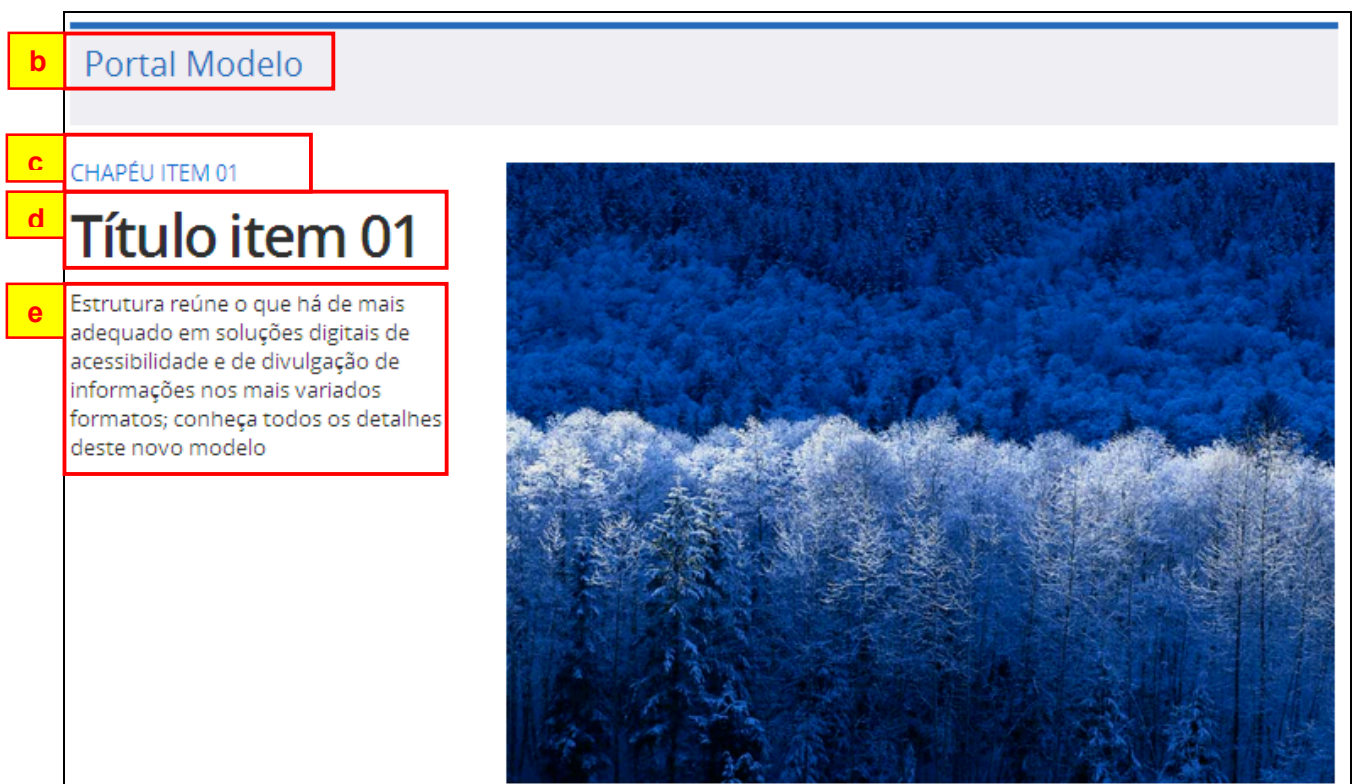 b
Portal Modelo
c
CHAPÉU ITEM 01
d
Título item 01
e
Estrutura reúne o que há de mais
adequado em soluções digitais de
acessibilidade e de divulgação de
informações nos mais variados
formatos; conheça todos os detalhes
deste novo modelo